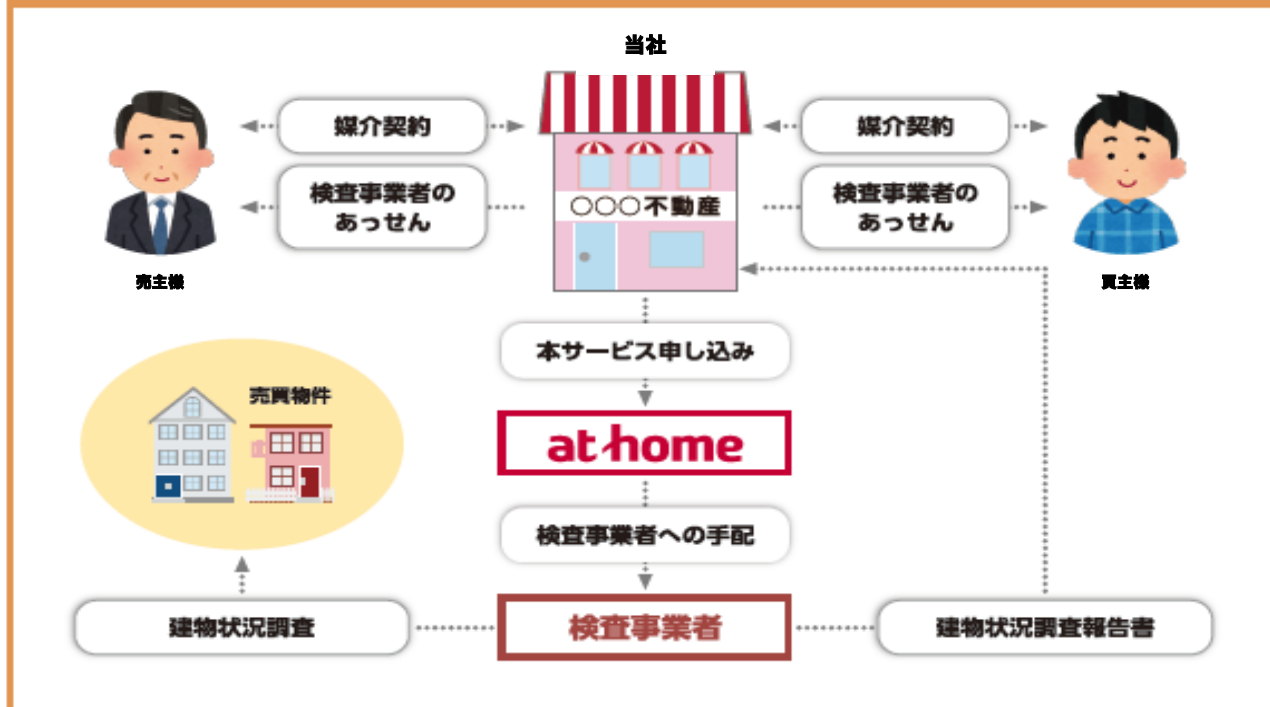 当社
媒介契約
媒介契約
検査事業者の
あっせん
検査事業者の
あっせん
〇〇〇不動産
売主様
買主様
本サービス申し込み
売買物件
at home
検査事業者への手配
建物状況調査
検査事業者
建物状況調査報告書